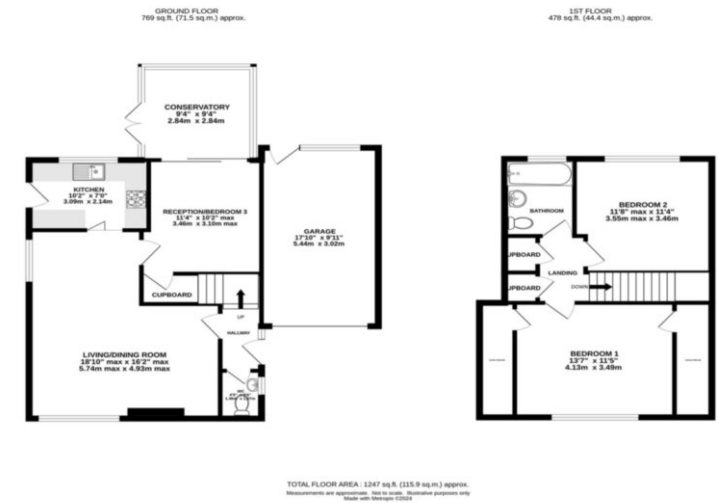 GROUND FLOOR
769 sq.ft. (71.5 sq.m.) approx.
1ST FLOOR
478 sq.ft. (44.4 sq.m.) approx.
CONSERVATORY
9'4" x 9'4"
2.84m x 2.84m
KITCHEN
10'2" x 7'0"
3.09m x 2.14m
RECEPTION/BEDROOM 3
11'4" x 10'2" max
3.46m x 3.10m max
CUPBOARD
GARAGE
17'10" x 9'11"
5.44m x 3.02m
UP
HALLWAY
LIVING/DINING ROOM
18'10" max x 16'2" max
5.74m max x 4.93m max
WC
BATHROOM
BEDROOM 2
11'8" max x 11'4"
3.55m max x 3.46m
UPBOARD
LANDING
UPBOARD
DOWN
BEDROOM 1
13'7" x 11'5"
4.13m x 3.49m
TOTAL FLOOR AREA : 1247 sq.ft. (115.9 sq.m.) approx.
Measurements are approximate. Not to scale. Illustrative purposes only
Made with Metropix ©2024